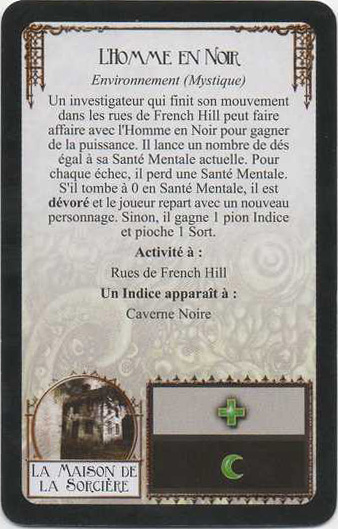 L'Homme en Noir
Environnement (Mystique)
Un investigateur qui finit son mouvement
dans les rues de French Hill peut faire
affaire avec l'Homme en Noir pour gagner
de la puissance. Il lance un nombre de dés
égal à sa Santé Mentale actuelle. Pour
chaque échec, il perd une Santé Mentale.
S'il tombe à 0 en Santé Mentale, il est
dévoré et le joueur repart avec un nouveau
personnage. Sinon, il gagne 1 pion Indice
et pioche 1 Sort.
Activité à :
Rues de French Hill
Un Indice apparaît à :
Caverne Noire
La Maison de
la Sorcière